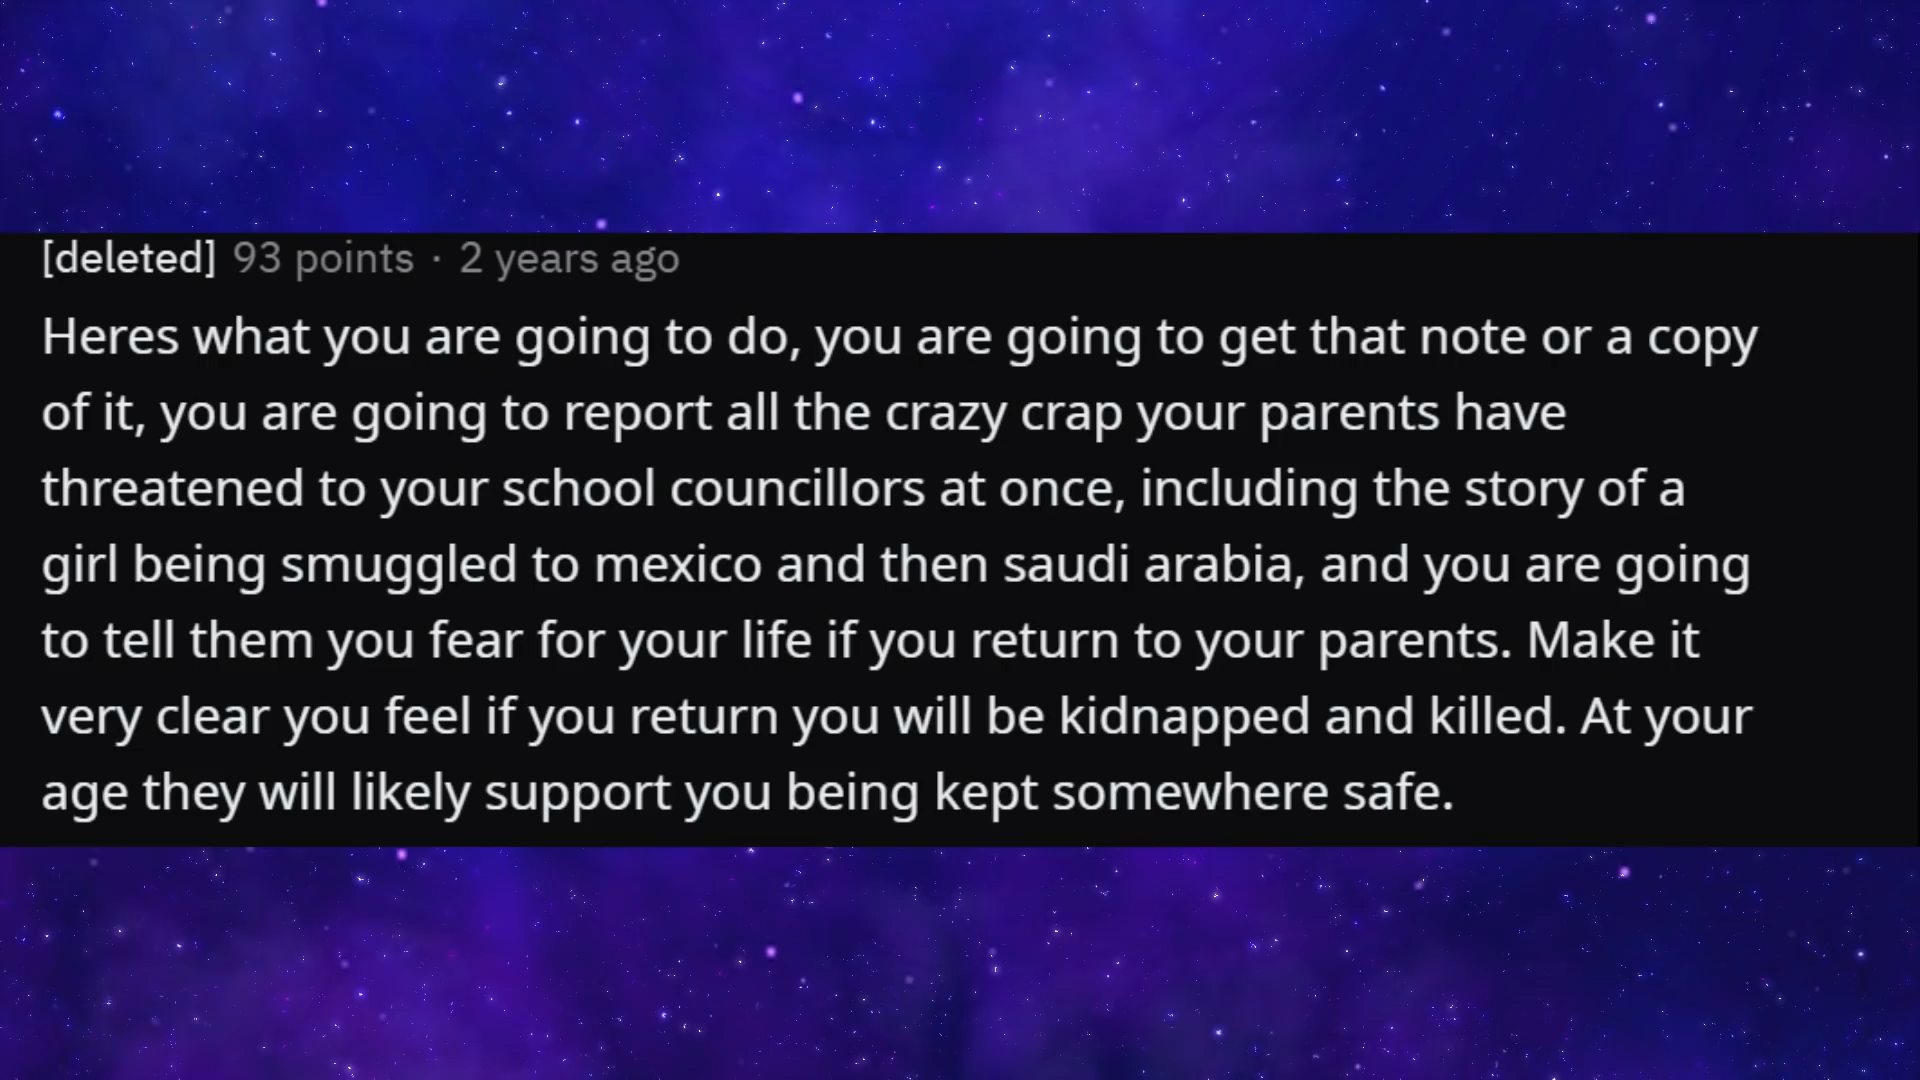 [deleted] 93 points · 2 years ago
Heres what you are going to do, you are going to get that note or a copy
of it, you are going to report all the crazy crap your parents have
threatened to your school councillors at once, including the story of a
girl being smuggled to mexico and then saudi arabia, and you are going
to tell them you fear for your life if you return to your parents. Make it
very clear you feel if you return you will be kidnapped and killed. At your
age they will likely support you being kept somewhere safe.